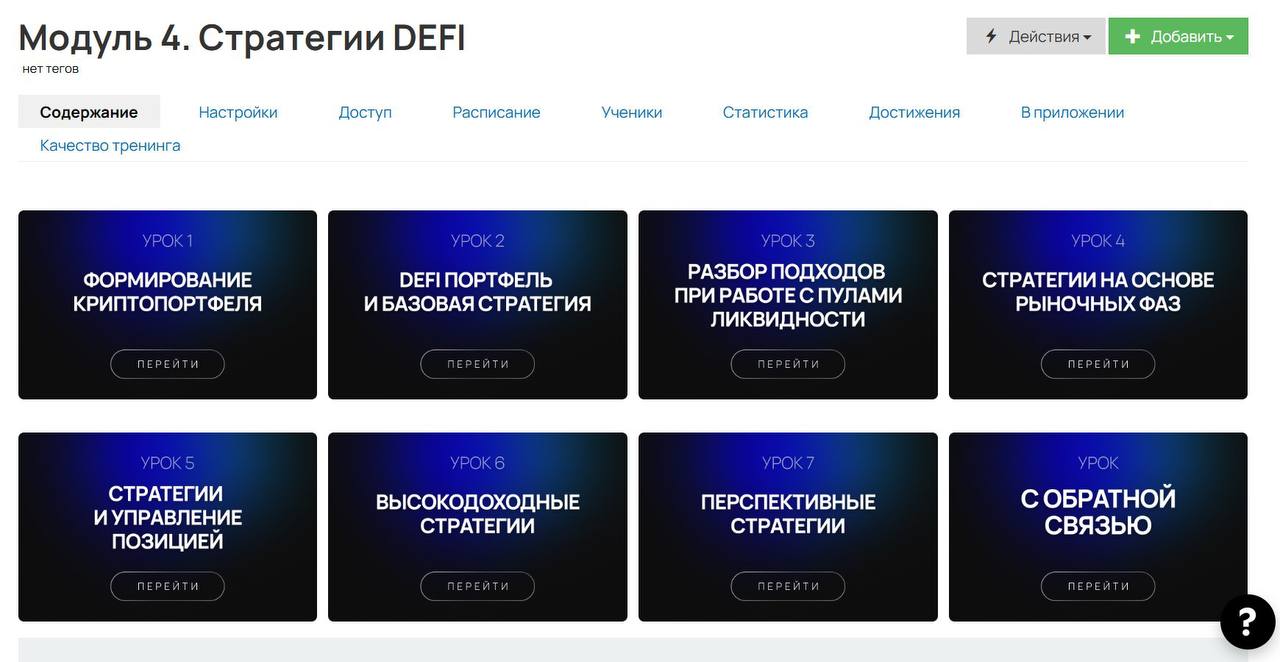 Модуль 4. Стратегии DEFI
Действия
Добавить
нет тегов
Содержание
Настройки
Доступ
Расписание
Ученики
Статистика
Достижения
В приложении
Качество тренинга
УРОК 1
ФОРМИРОВАНИЕ
КРИПТОПОРТФЕЛЯ
ПЕРЕЙТИ
УРОК 2
DEFI ПОРТФЕЛЬ
И БАЗОВАЯ СТРАТЕГИЯ
ПЕРЕЙТИ
УРОК 3
РАЗБОР ПОДХОДОВ
ПРИ РАБОТЕ С ПУЛАМИ
ЛИКВИДНОСТИ
ПЕРЕЙТИ
УРОК 4
СТРАТЕГИИ НА ОСНОВЕ
РЫНОЧНЫХ ФАЗ
ПЕРЕЙТИ
УРОК 5
СТРАТЕГИИ
И УПРАВЛЕНИЕ
ПОЗИЦИЕЙ
ПЕРЕЙТИ
УРОК 6
ВЫСОКОДОХОДНЫЕ
СТРАТЕГИИ
ПЕРЕЙТИ
УРОК 7
ПЕРСПЕКТИВНЫЕ
СТРАТЕГИИ
ПЕРЕЙТИ
УРОК
С ОБРАТНОЙ
СВЯЗЬЮ
ПЕРЕЙТИ
?